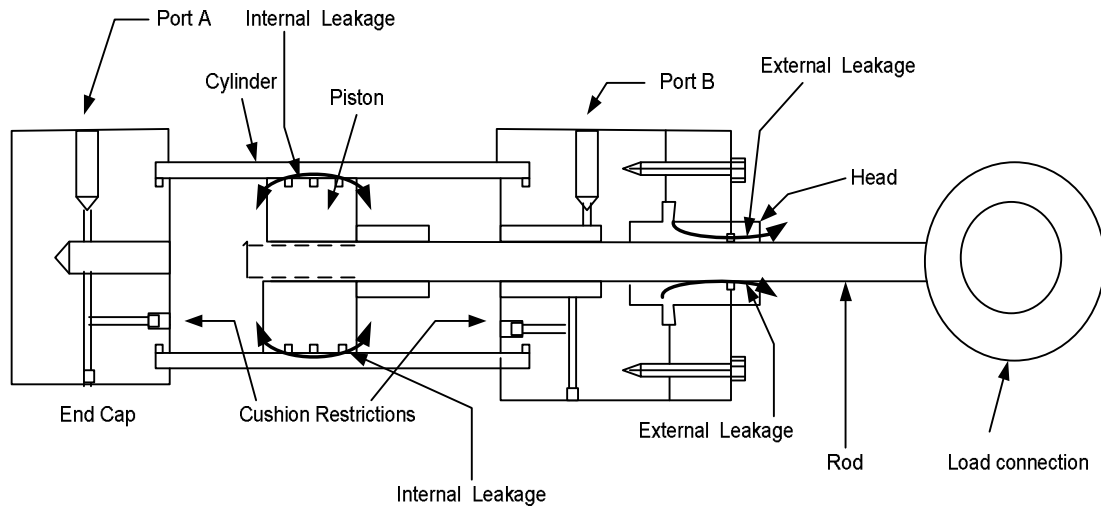 Port A
Internal Leakage
Cylinder
Piston
Port B
External Leakage
Head
End Cap
Cushion Restrictions
External Leakage
Rod
Load connection
Internal Leakage